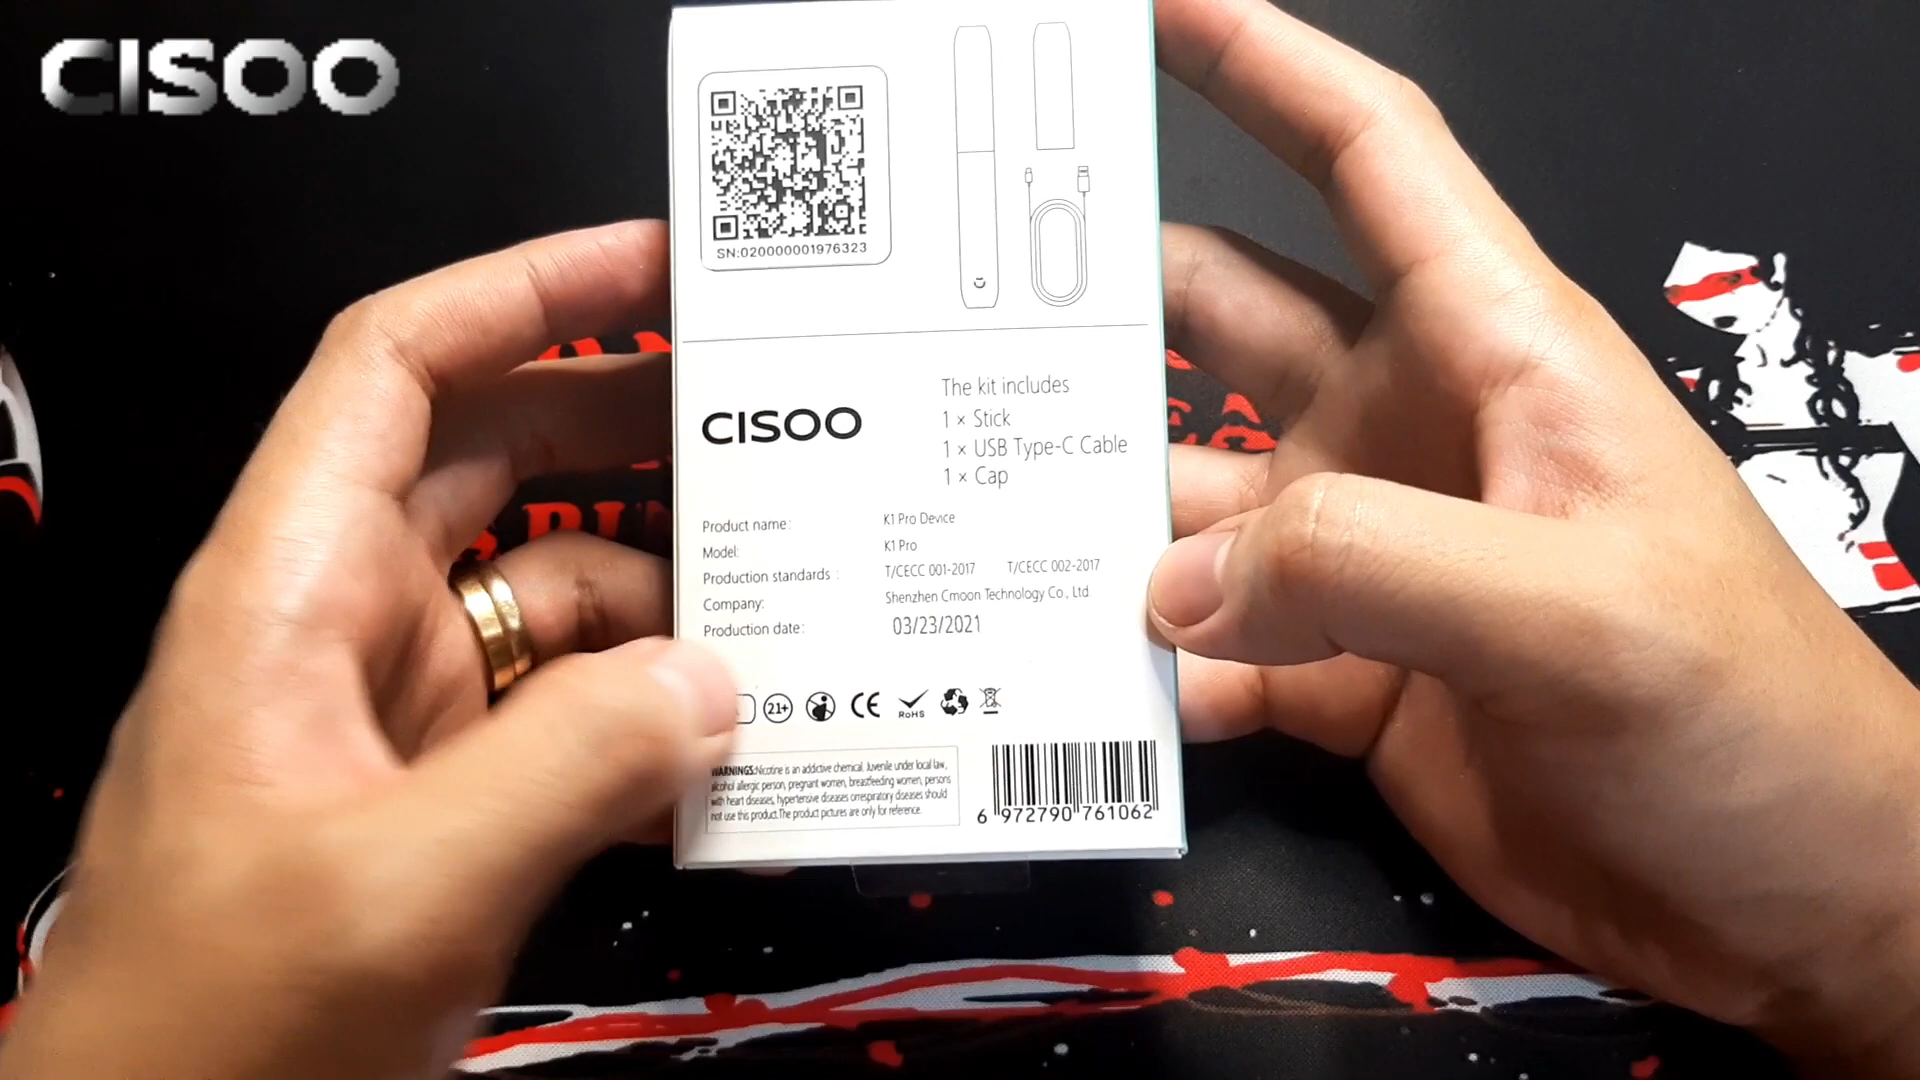 CISOO
SN:020000001976323
CISOO
The kit includes
1 × Stick
1 × USB Type-C Cable
1 × Cap
Product name: K1 Pro Device
Model: K1 Pro
Production standards : T/CECC 001-2017 T/CECC 002-2017
Company: Shenzhen Cmoon Technology Co., Ltd.
Production date: 03/23/2021
21+ CE RoHS
WARNINGS:Nicotine is an addictive chemical. Juvenile under local law,
alcohol allergic person, pregnant women, breastfeeding women, persons
with heart diseases, hypertensive diseases orrespiratory dseases should
not use this product.The product pictures are only for reference.
6 972790 761062